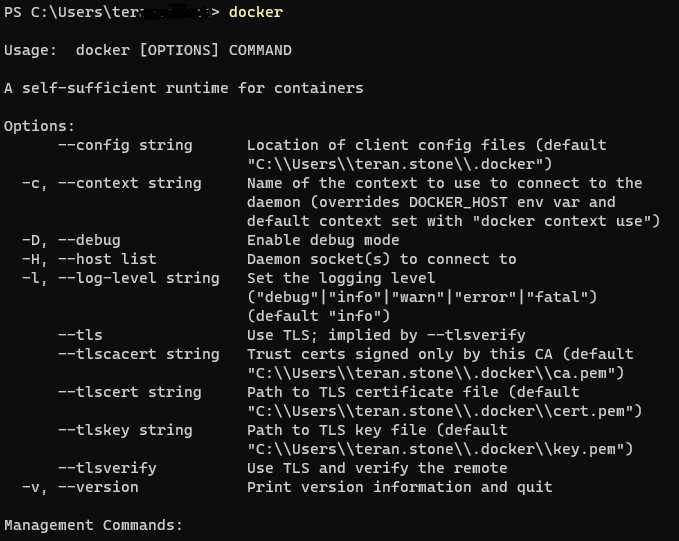 PS C:\Users\ter > docker
Usage:  docker [OPTIONS] COMMAND
A self-sufficient runtime for containers
Options:
      --config string      Location of client config files (default
                           "C:\\Users\\teran.stone\\.docker")
  -c, --context string     Name of the context to use to connect to the
                           daemon (overrides DOCKER_HOST env var and
                           default context set with "docker context use")
  -D, --debug              Enable debug mode
  -H, --host list          Daemon socket(s) to connect to
  -l, --log-level string   Set the logging level
                           ("debug"|"info"|"warn"|"error"|"fatal")
                           (default "info")
      --tls                Use TLS; implied by --tlsverify
      --tlscacert string   Trust certs signed only by this CA (default
                           "C:\\Users\\teran.stone\\.docker\\ca.pem")
      --tlscert string     Path to TLS certificate file (default
                           "C:\\Users\\teran.stone\\.docker\\cert.pem")
      --tlskey string      Path to TLS key file (default
                           "C:\\Users\\teran.stone\\.docker\\key.pem")
      --tlsverify          Use TLS and verify the remote
  -v, --version            Print version information and quit
Management Commands: